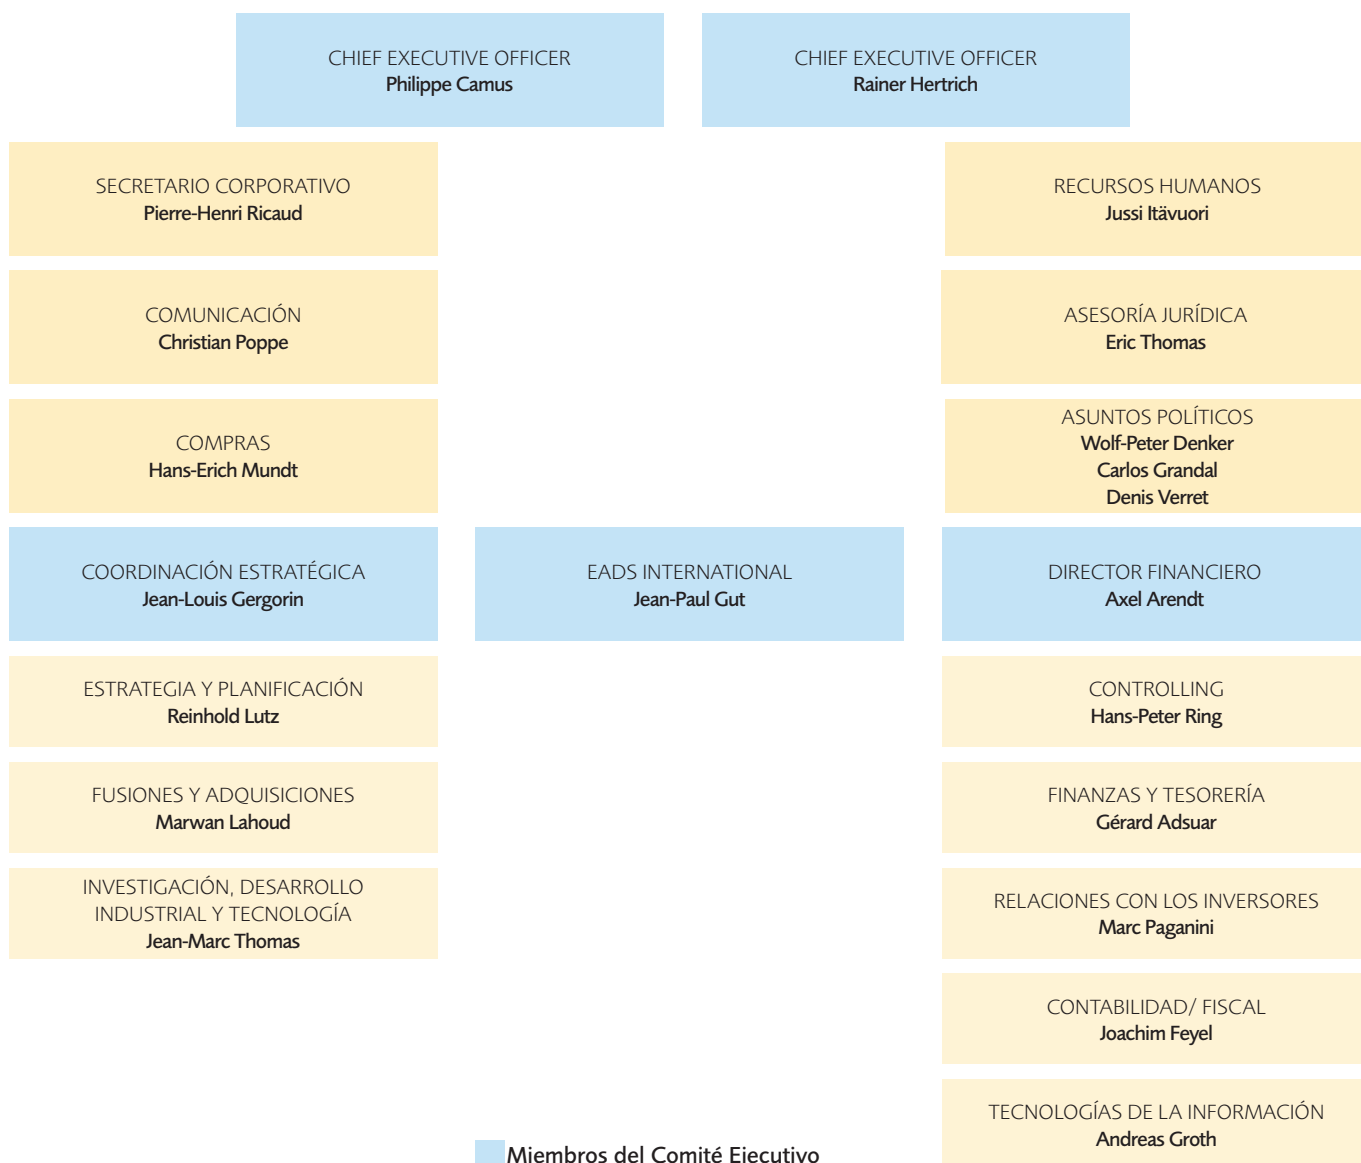 CHIEF EXECUTIVE OFFICER
Philippe Camus
CHIEF EXECUTIVE OFFICER
Rainer Hertrich
SECRETARIO CORPORATIVO
Pierre-Henri Ricaud
RECURSOS HUMANOS
Jussi Itävuori
COMUNICACIÓN
Christian Poppe
ASESORÍA JURÍDICA
Eric Thomas
COMPRAS
Hans-Erich Mundt
ASUNTOS POLÍTICOS
Wolf-Peter Denker
Carlos Grandal
Denis Verret
COORDINACIÓN ESTRATÉGICA
Jean-Louis Gergorin
EADS INTERNATIONAL
Jean-Paul Gut
DIRECTOR FINANCIERO
Axel Arendt
ESTRATEGIA Y PLANIFICACIÓN
Reinhold Lutz
CONTROLLING
Hans-Peter Ring
FUSIONES Y ADQUISICIONES
Marwan Lahoud
FINANZAS Y TESORERÍA
Gérard Adsuar
INVESTIGACIÓN, DESARROLLO
INDUSTRIAL Y TECNOLOGÍA
Jean-Marc Thomas
RELACIONES CON LOS INVERSORES
Marc Paganini
CONTABILIDAD/ FISCAL
Joachim Feyel
TECNOLOGÍAS DE LA INFORMACIÓN
Andreas Groth
Miembros del Comité Ejecutivo